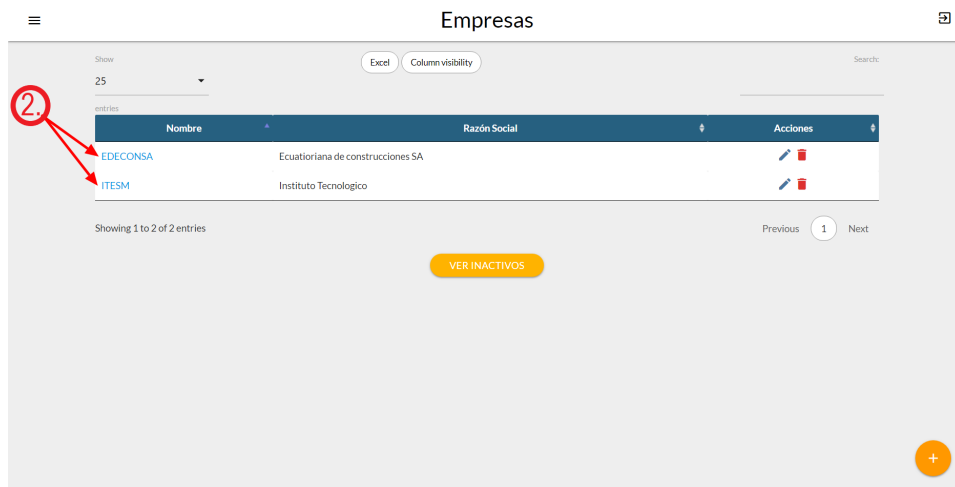 Empresas
Show
25
entries
Excel
Column visibility
Search:
2.
Nombre
Razón Social
Acciones
EDECONSA
Ecuatioriana de construcciones SA
ITESM
Instituto Tecnologico
Showing 1 to 2 of 2 entries
Previous
1
Next
VER INACTIVOS
+